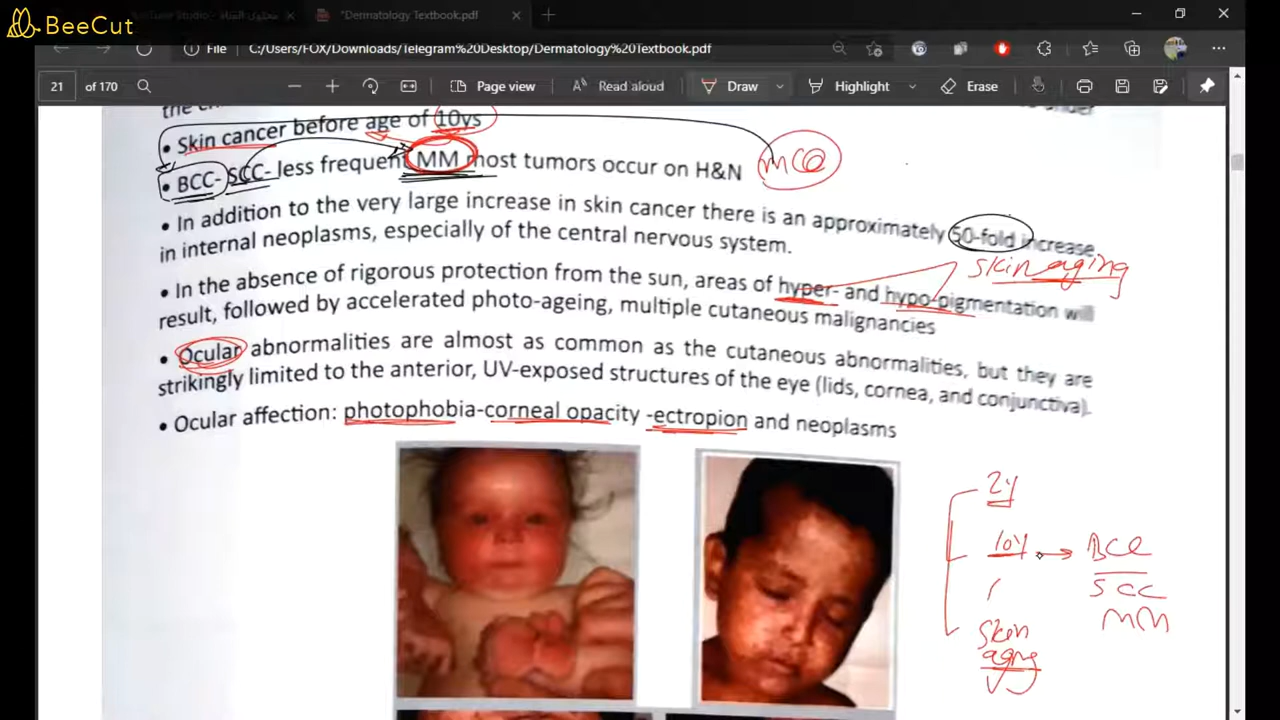 BeeCut
"Dermatology Textbook.pdf
File C:/Users/FOX/Downloads/Telegram%20Desktop/Dermatology%20Textbook.pdf
21 of 170 Page view Read aloud Draw Highlight Erase
• Skin cancer before age of 10ys
• BCC- SCC- less frequent MM most tumors occur on H&N
MCQ
• In addition to the very large increase in skin cancer there is an approximately 50-fold increase
in internal neoplasms, especially of the central nervous system.
skin aging
• In the absence of rigorous protection from the sun, areas of hyper- and hypo-pigmentation will
result, followed by accelerated photo-ageing, multiple cutaneous malignancies
• Ocular abnormalities are almost as common as the cutaneous abnormalities, but they are
strikingly limited to the anterior, UV-exposed structures of the eye (lids, cornea, and conjunctiva).
• Ocular affection: photophobia-corneal opacity -ectropion and neoplasms
2y
10y → BCC
SCC
MM
skin
aging